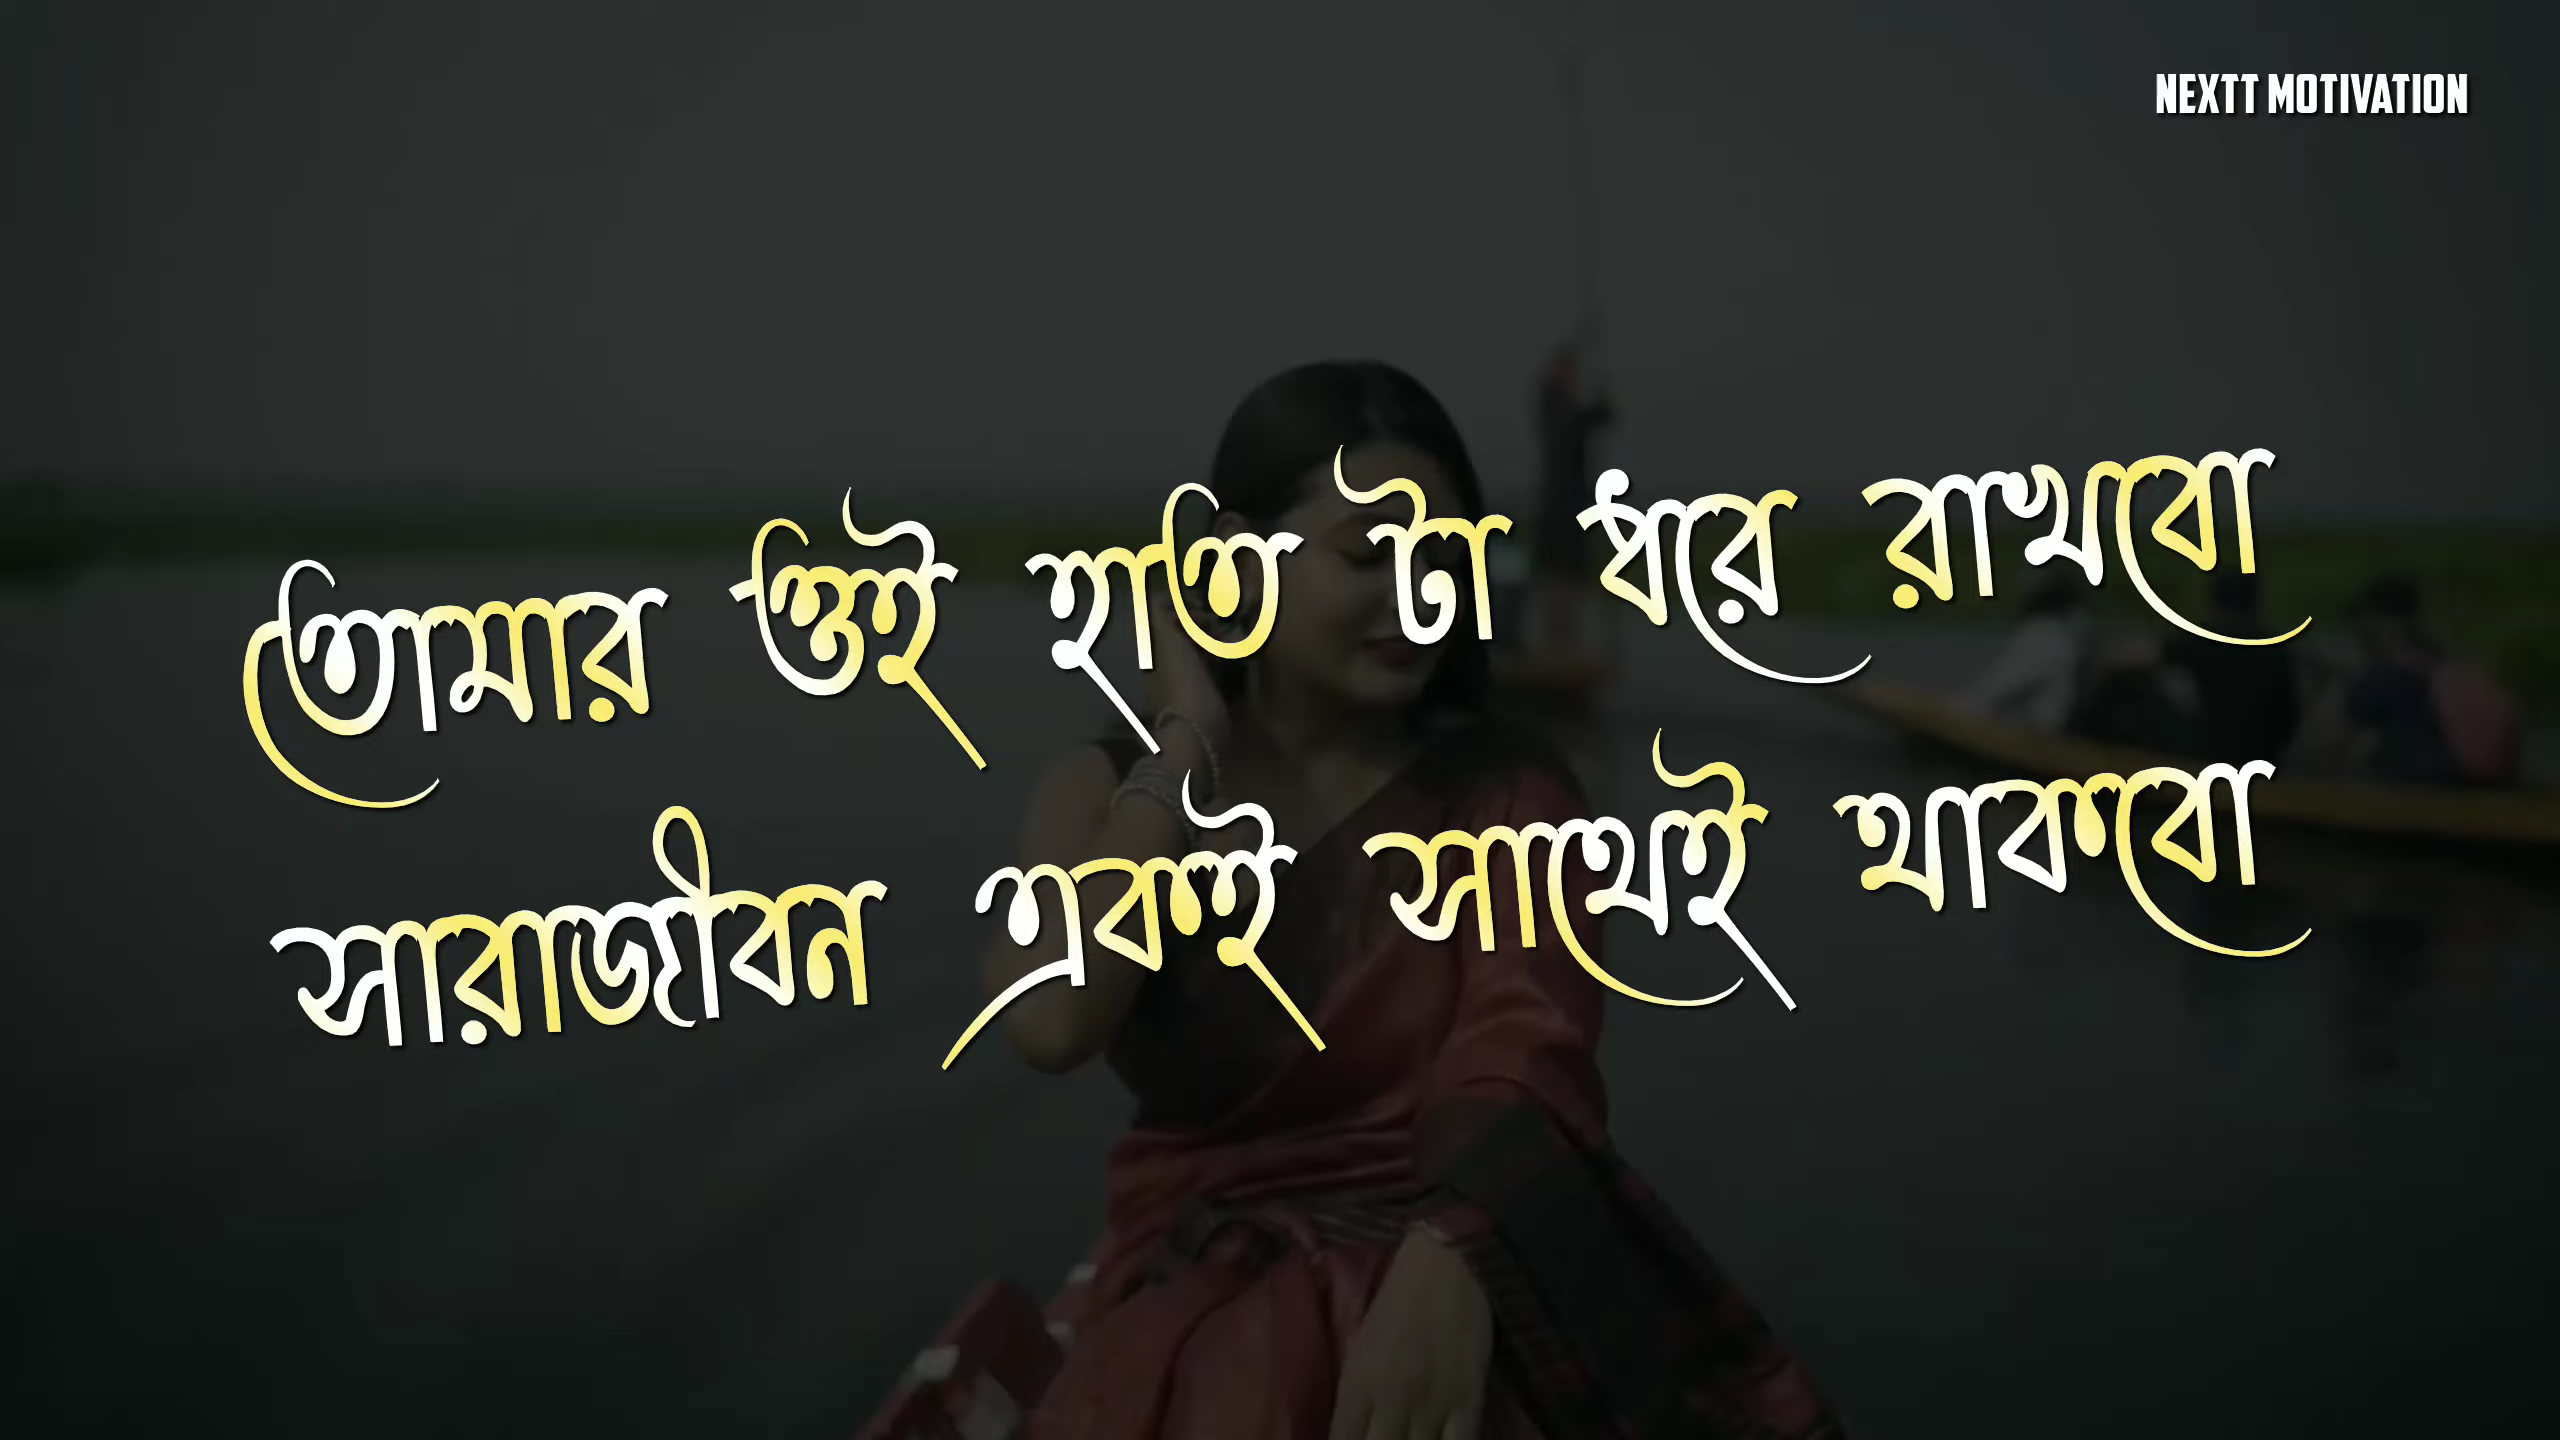 NEXTT MOTIVATION
তোমার ওই হাত টা ধরে রাখবো
সারাজীবন একই সাথেই থাকবো